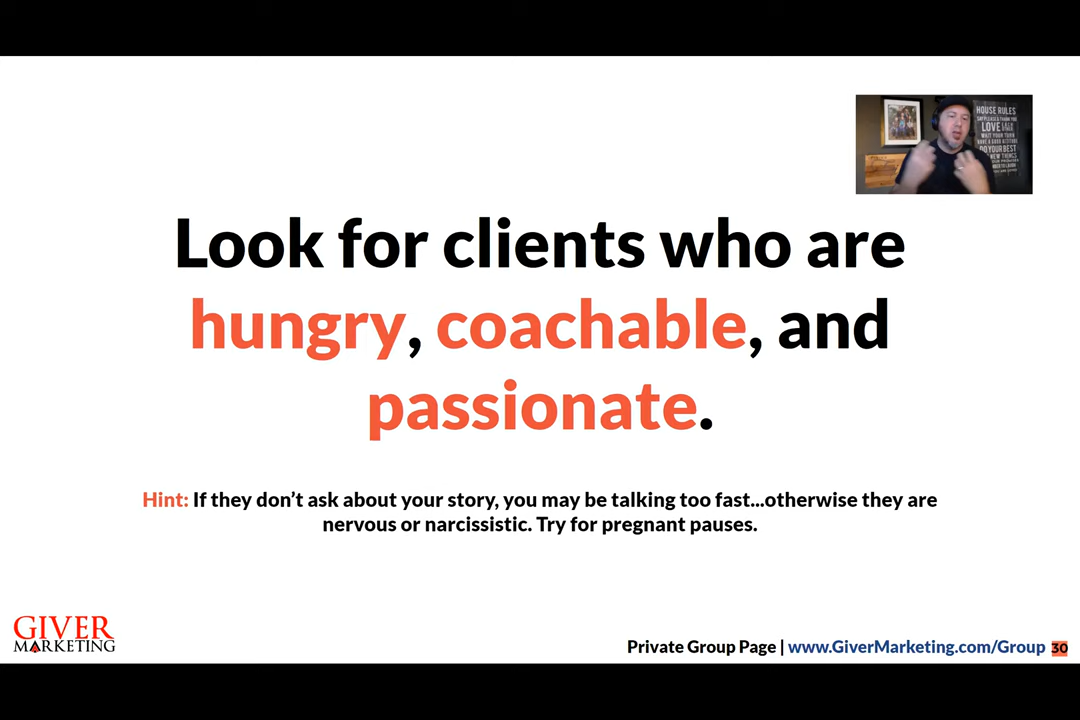 HOUSE RULES
LOVE
DO YOUR BEST
Look for clients who are
hungry, coachable, and
passionate.
Hint: If they don't ask about your story, you may be talking too fast...otherwise they are
nervous or narcissistic. Try for pregnant pauses.
GIVER
MARKETING
Private Group Page | www.GiverMarketing.com/Group 30